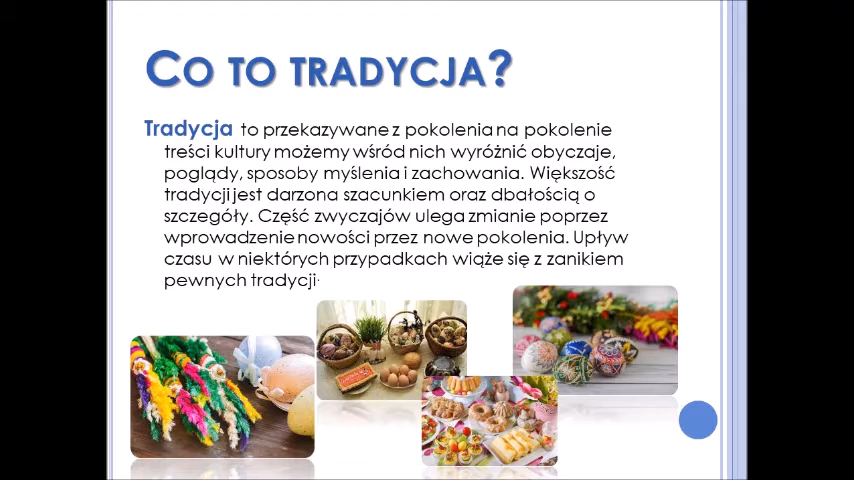 Co to tradycja?
Tradycja to przekazywane z pokolenia na pokolenie
treści kultury możemy wśród nich wyróżnić obyczaje,
poglądy, sposoby myślenia i zachowania. Większość
tradycji jest darzona szacunkiem oraz dbałością o
szczegóły. Część zwyczajów ulega zmianie poprzez
wprowadzenie nowości przez nowe pokolenia. Upływ
czasu w niektórych przypadkach wiąże się z zanikiem
pewnych tradycji.